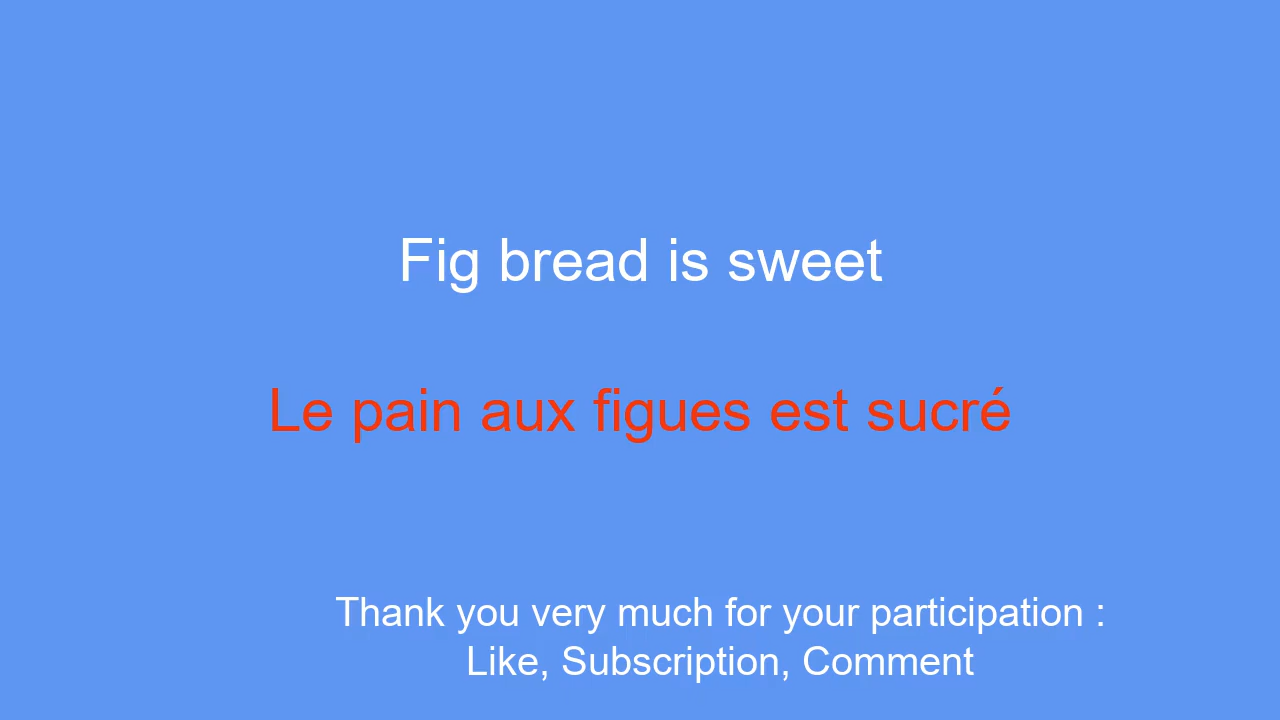 Fig bread is sweet
Le pain aux figues est sucré
Thank you very much for your participation :
Like, Subscription, Comment